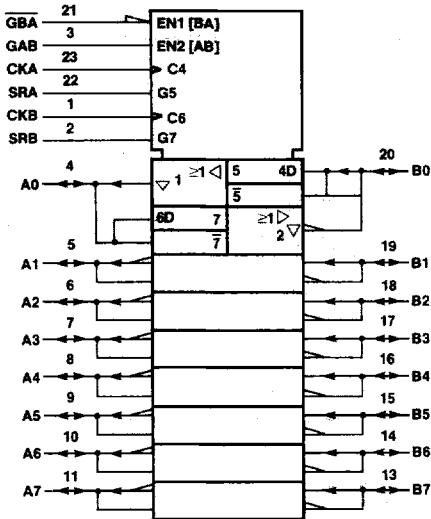 G̅B̅A̅ 21 EN1 [BA]
GAB 3 EN2 [AB]
CKA 23 C4
SRA 22 G5
CKB 1 C6
SRB 2 G7
A0 4 ▽ 1 ≥1 ◁ 5 4D 20 B0
5̅
6D 7 ≥1 ▷
7̅ 2 ▽
A1 5 19 B1
A2 6 18 B2
A3 7 17 B3
A4 8 16 B4
A5 9 15 B5
A6 10 14 B6
A7 11 13 B7